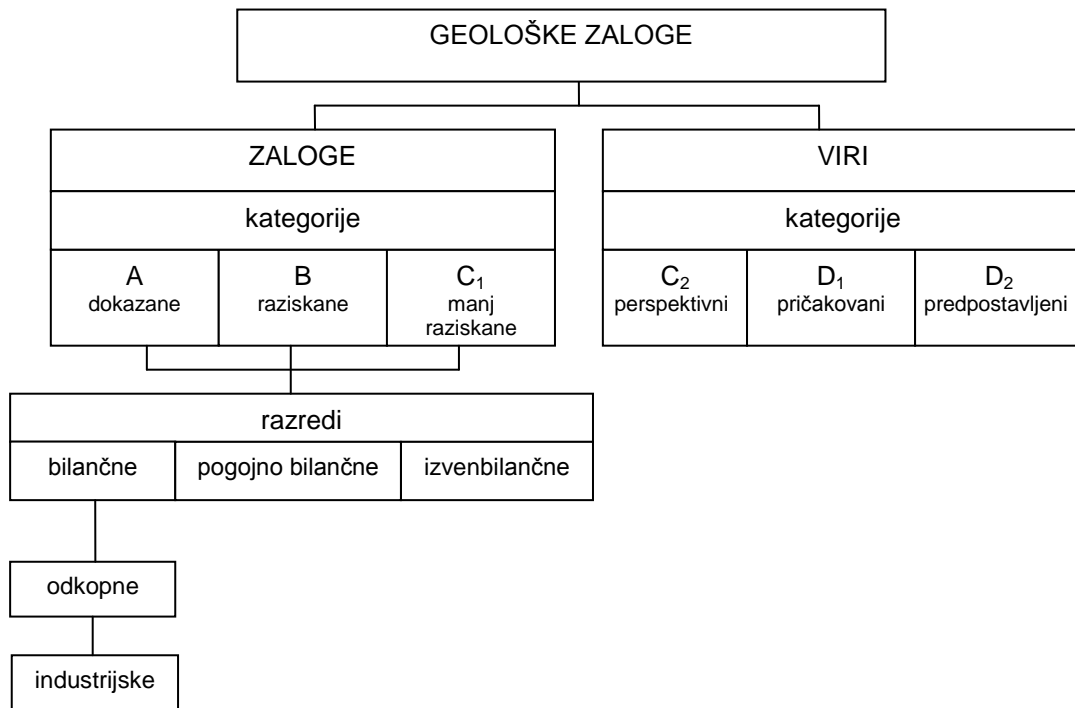 GEOLOŠKE ZALOGE
ZALOGE
kategorije
A
dokazane
B
raziskane
C₁
manj
raziskane
VIRI
kategorije
C₂
perspektivni
D₁
pričakovani
D₂
predpostavljeni
razredi
bilančne
pogojno bilančne
izvenbilančne
odkopne
industrijske